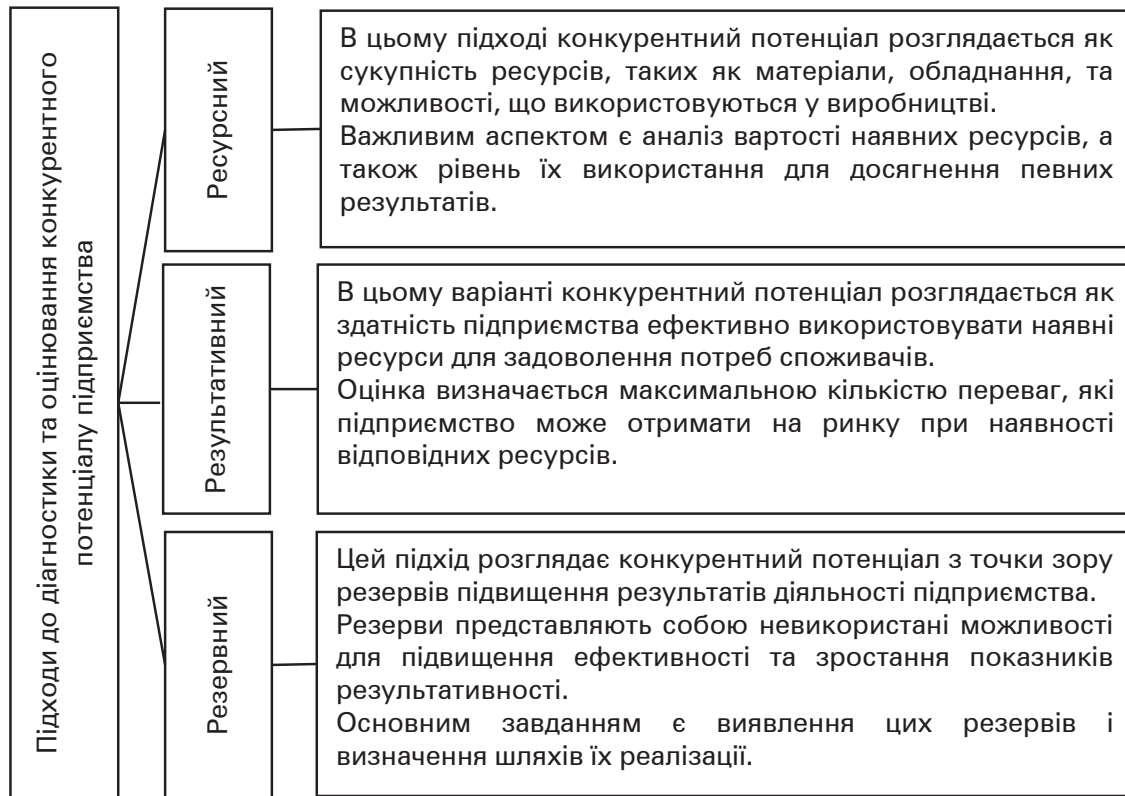 Підходи до діагностики та оцінювання конкурентного
потенціалу підприємства
Ресурсний
В цьому підході конкурентний потенціал розглядається як
сукупність ресурсів, таких як матеріали, обладнання, та
можливості, що використовуються у виробництві.
Важливим аспектом є аналіз вартості наявних ресурсів, а
також рівень їх використання для досягнення певних
результатів.
Результативний
В цьому варіанті конкурентний потенціал розглядається як
здатність підприємства ефективно використовувати наявні
ресурси для задоволення потреб споживачів.
Оцінка визначається максимальною кількістю переваг, які
підприємство може отримати на ринку при наявності
відповідних ресурсів.
Резервний
Цей підхід розглядає конкурентний потенціал з точки зору
резервів підвищення результатів діяльності підприємства.
Резерви представляють собою невикористані можливості
для підвищення ефективності та зростання показників
результативності.
Основним завданням є виявлення цих резервів і
визначення шляхів їх реалізації.